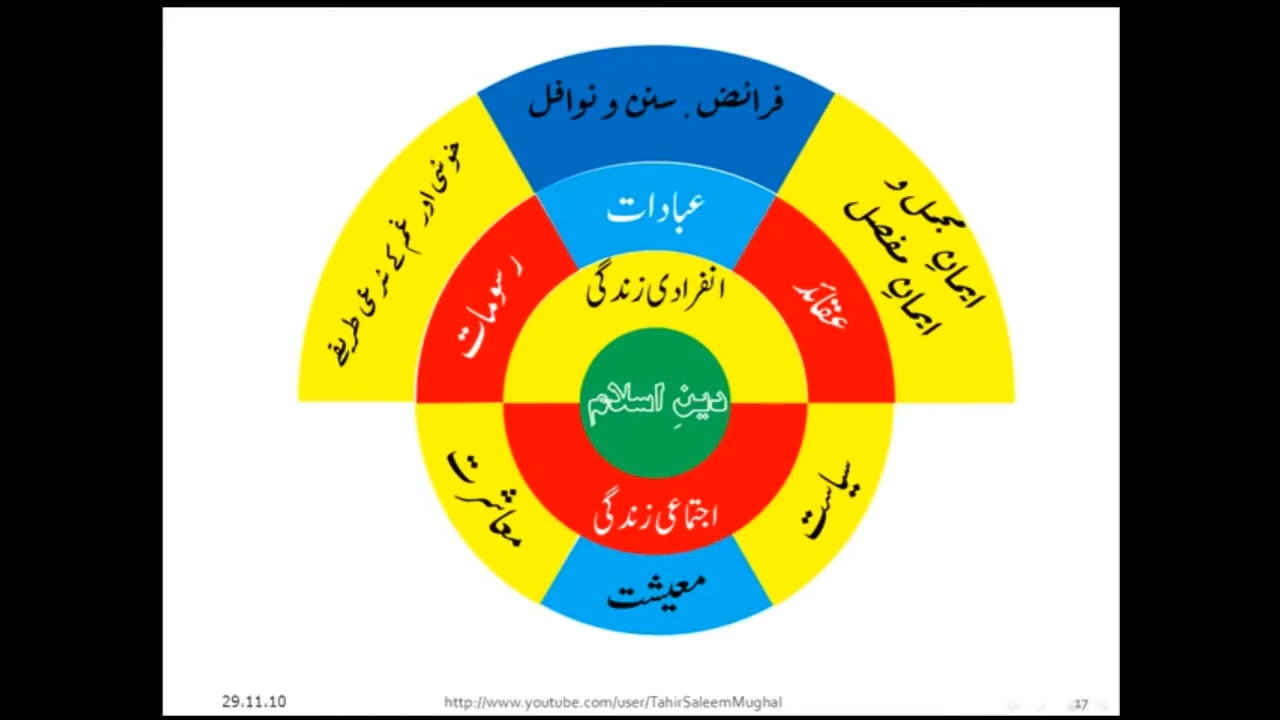 فرائض ، سنن و نوافل
ایمانِ مجمل و
ایمانِ مفصل
خوشی اور غم کے شرعی طریقے
عبادات
عقائد
رسومات
انفرادی زندگی
دینِ اسلام
اجتماعی زندگی
سیاست
معاشرت
معیشت
29.11.10
http://www.youtube.com/user/TahirSaleemMughal
17